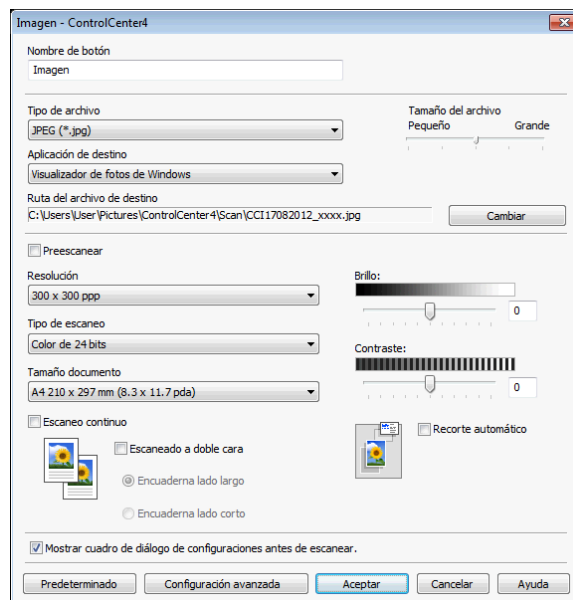 Imagen - ControlCenter4
Nombre de botón
Imagen
Tipo de archivo
JPEG (*.jpg)
Tamaño del archivo
Pequeño Grande
Aplicación de destino
Visualizador de fotos de Windows
Ruta del archivo de destino
C:\Users\User\Pictures\ControlCenter4\Scan\CCI17082012_xxxx.jpg
Cambiar
Preescanear
Resolución
300 x 300 ppp
Tipo de escaneo
Color de 24 bits
Tamaño documento
A4 210 x 297 mm (8.3 x 11.7 pda)
Brillo:
0
Contraste:
0
Escaneo continuo
Escaneado a doble cara
Encuaderna lado largo
Encuaderna lado corto
Recorte automático
Mostrar cuadro de diálogo de configuraciones antes de escanear.
Predeterminado Configuración avanzada Aceptar Cancelar Ayuda